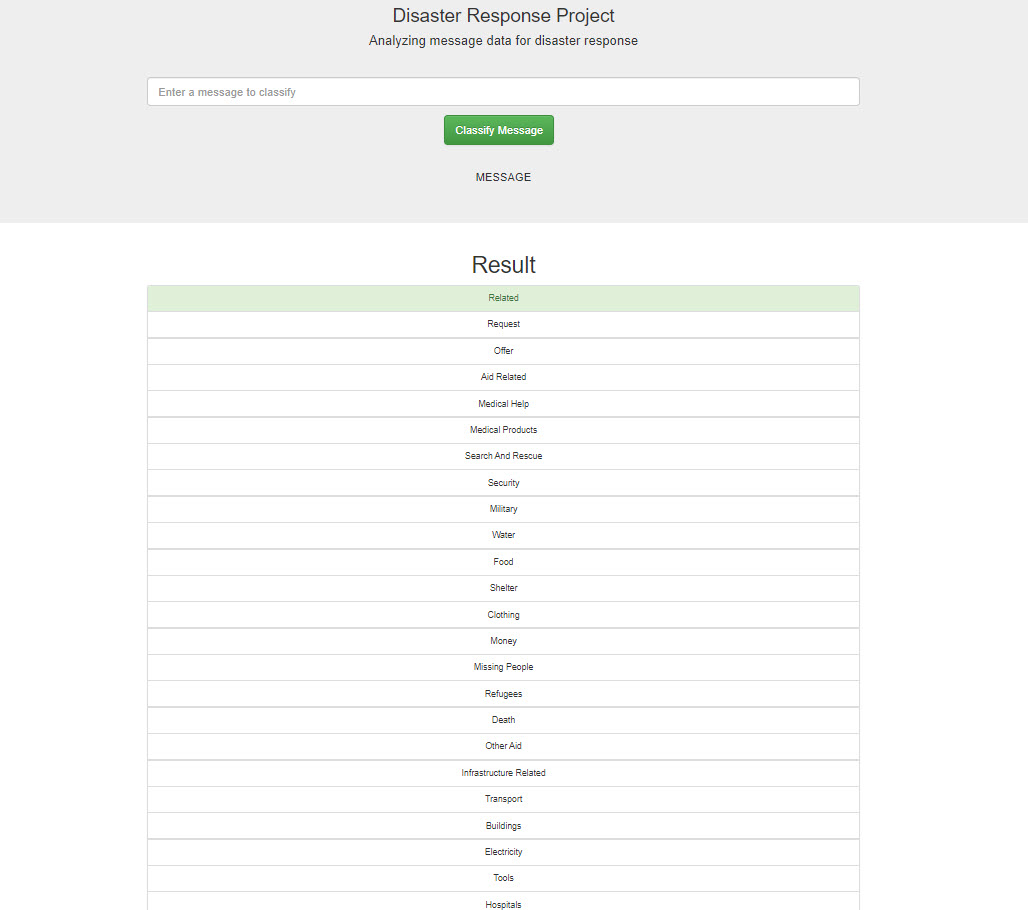 Disaster Response Project
Analyzing message data for disaster response
Enter a message to classify
Classify Message
MESSAGE
Result
Related
Request
Offer
Aid Related
Medical Help
Medical Products
Search And Rescue
Security
Military
Water
Food
Shelter
Clothing
Money
Missing People
Refugees
Death
Other Aid
Infrastructure Related
Transport
Buildings
Electricity
Tools
Hospitals